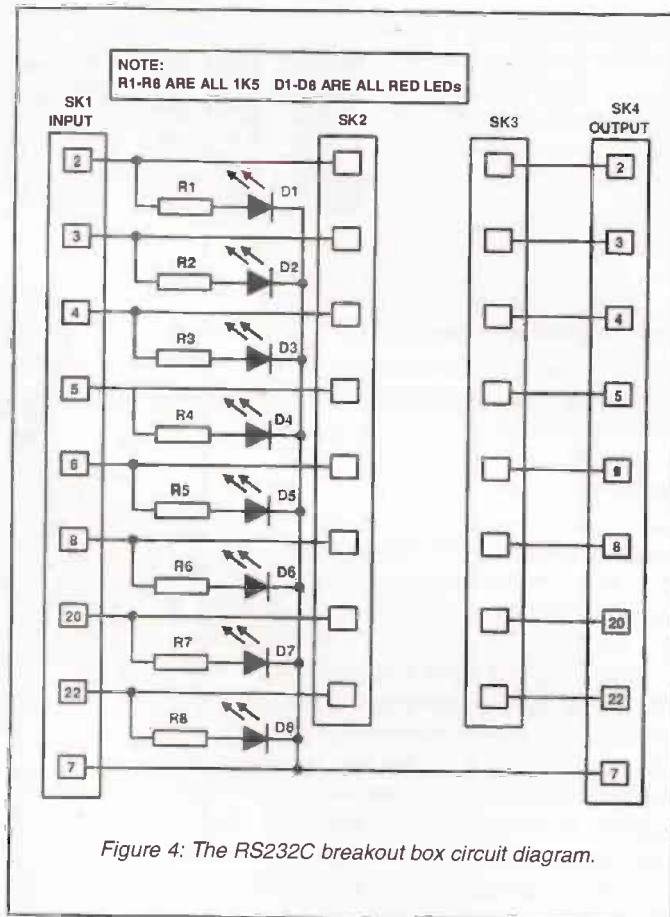 NOTE:
R1-R8 ARE ALL 1K5 D1-D8 ARE ALL RED LEDs
SK1
INPUT
SK2
SK3
SK4
OUTPUT
2
R1
D1
2
3
R2
D2
3
4
R3
D3
4
5
R4
D4
5
6
R5
D5
8
R6
D6
8
20
R7
D7
20
22
R8
D8
22
7
7
Figure 4: The RS232C breakout box circuit diagram.